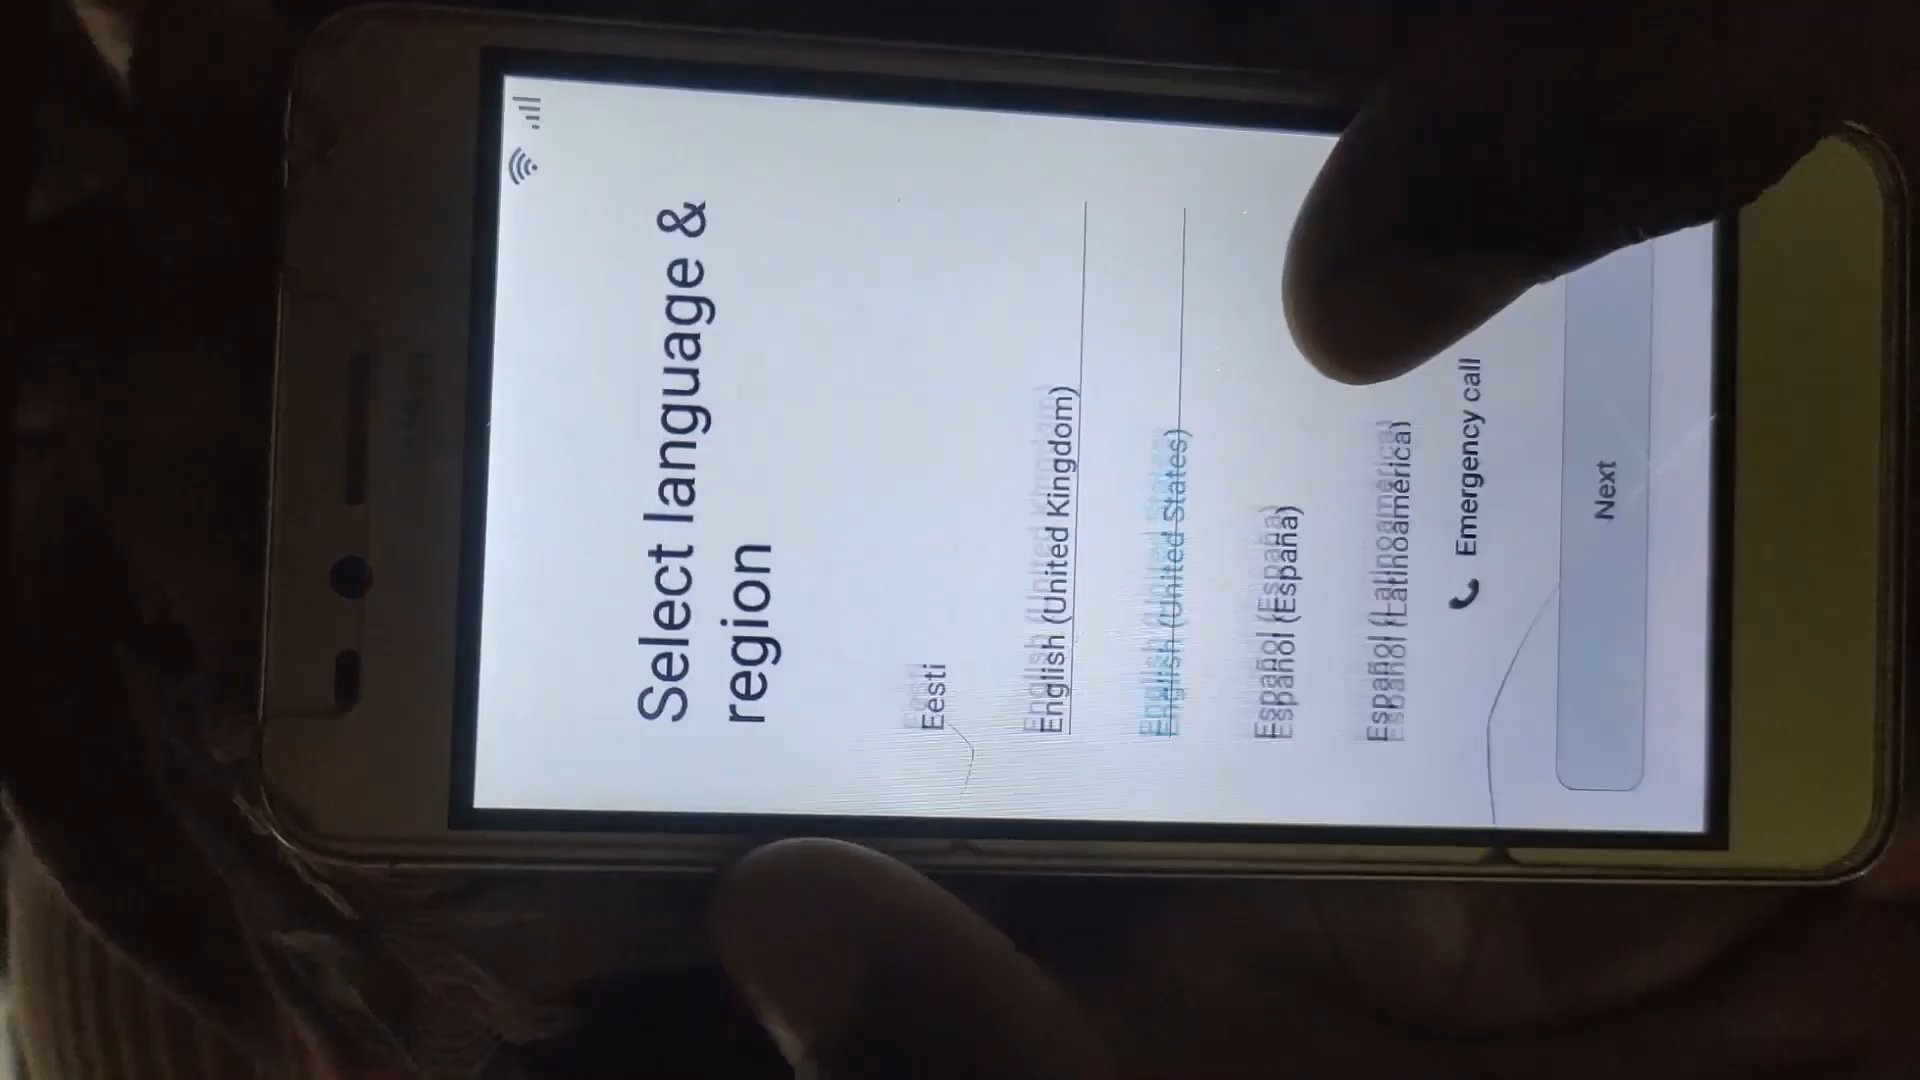 Select language &
region
Eesti
English (United Kingdom)
English (United States)
Español (España)
Español (Latinoamérica)
Emergency call
Next